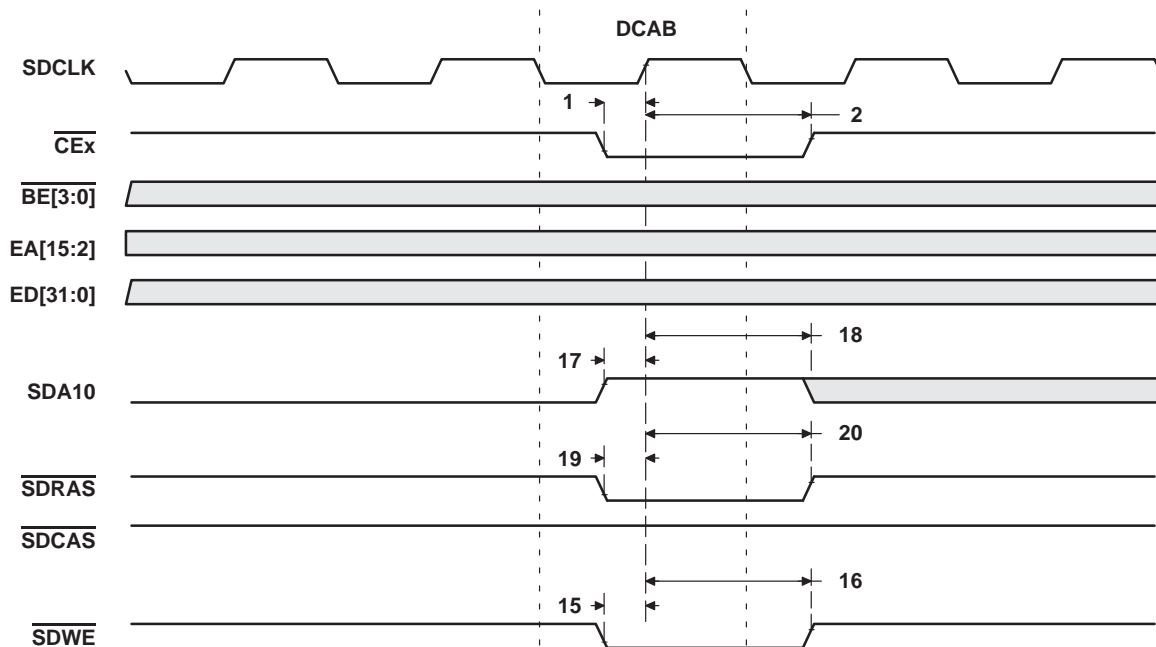 DCAB
SDCLK
1
2
CEx
BE[3:0]
EA[15:2]
ED[31:0]
18
17
SDA10
20
19
SDRAS
SDCAS
16
15
SDWE